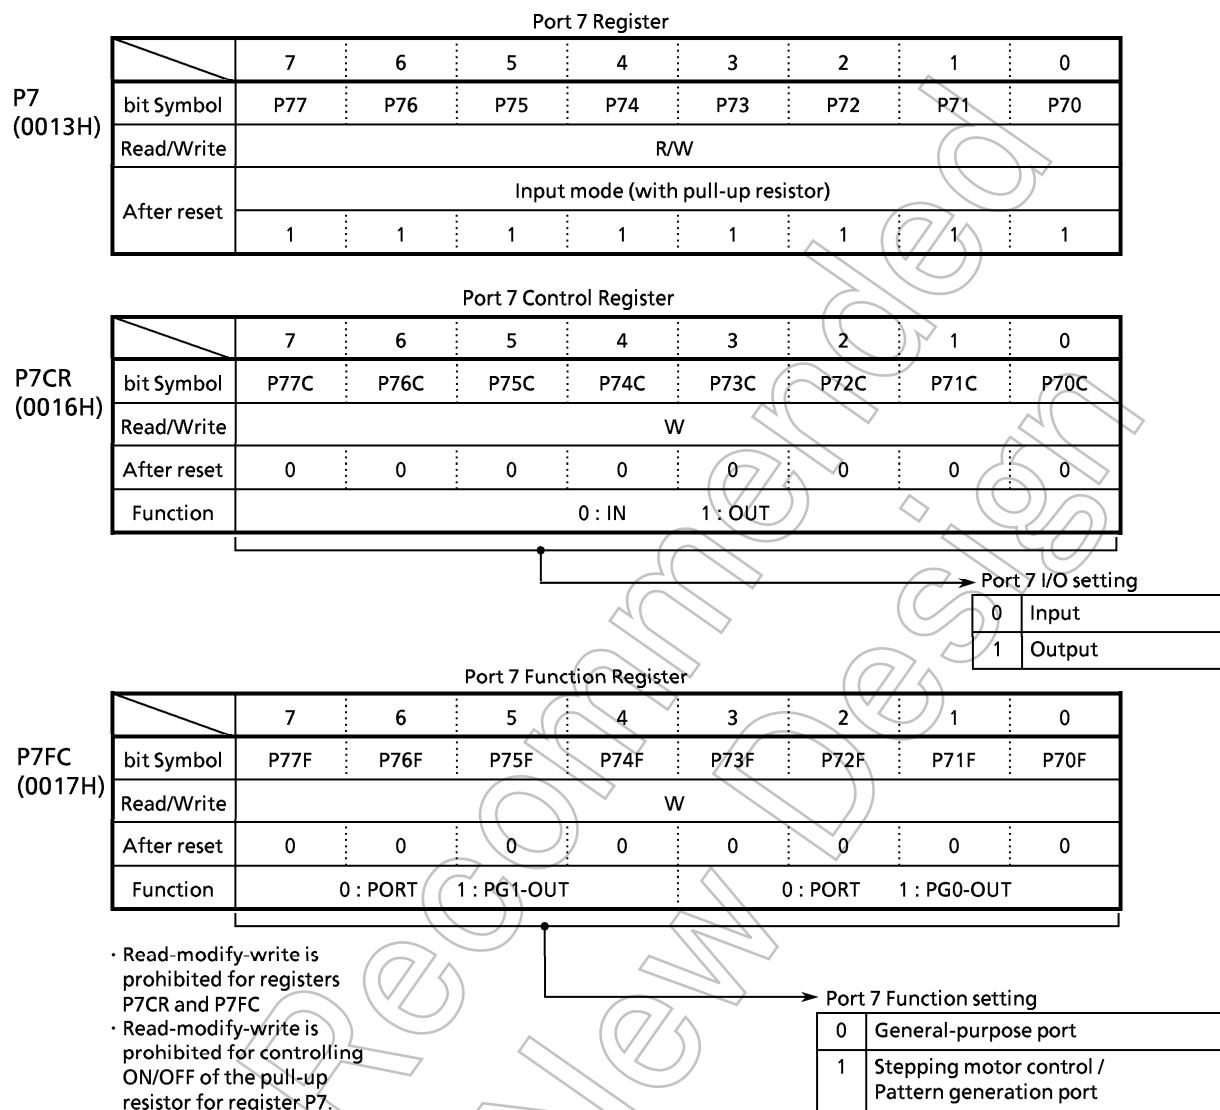 Port 7 Register
7 6 5 4 3 2 1 0
P7
(0013H)
bit Symbol P77 P76 P75 P74 P73 P72 P71 P70
Read/Write R/W
After reset Input mode (with pull-up resistor)
1 1 1 1 1 1 1 1
Port 7 Control Register
7 6 5 4 3 2 1 0
P7CR
(0016H)
bit Symbol P77C P76C P75C P74C P73C P72C P71C P70C
Read/Write W
After reset 0 0 0 0 0 0 0 0
Function 0 : IN 1 : OUT
Port 7 I/O setting
0 Input
1 Output
Port 7 Function Register
7 6 5 4 3 2 1 0
P7FC
(0017H)
bit Symbol P77F P76F P75F P74F P73F P72F P71F P70F
Read/Write W
After reset 0 0 0 0 0 0 0 0
Function 0 : PORT 1 : PG1-OUT 0 : PORT 1 : PG0-OUT
· Read-modify-write is
prohibited for registers
P7CR and P7FC
· Read-modify-write is
prohibited for controlling
ON/OFF of the pull-up
resistor for register P7.
Port 7 Function setting
0 General-purpose port
1 Stepping motor control /
Pattern generation port
Recommended
New Design